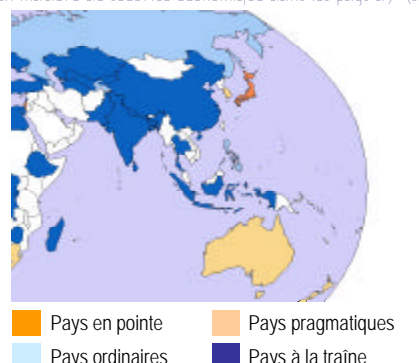 Pays en pointe
Pays pragmatiques
Pays ordinaires
Pays à la traîne